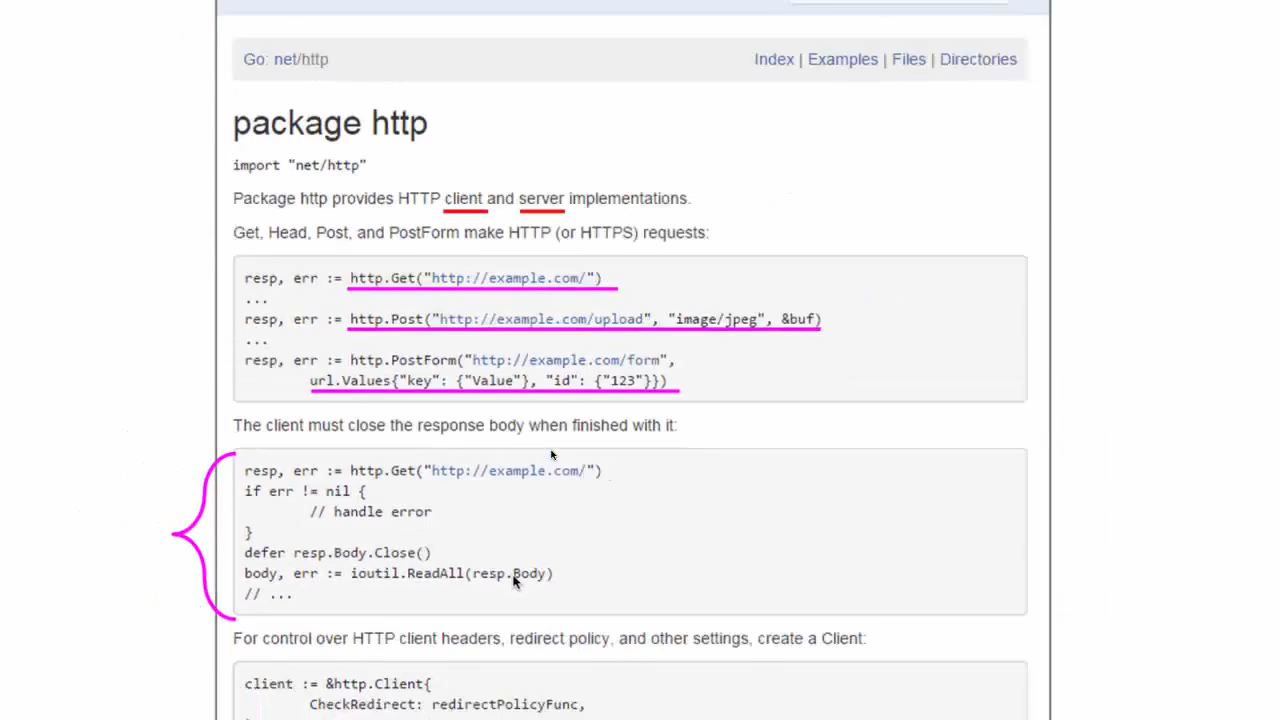 Go: net/http
Index | Examples | Files | Directories
package http
import "net/http"
Package http provides HTTP client and server implementations.
Get, Head, Post, and PostForm make HTTP (or HTTPS) requests:
resp, err := http.Get("http://example.com/")
...
resp, err := http.Post("http://example.com/upload", "image/jpeg", &buf)
...
resp, err := http.PostForm("http://example.com/form",
url.Values{"key": {"Value"}, "id": {"123"}})
The client must close the response body when finished with it:
resp, err := http.Get("http://example.com/")
if err != nil {
// handle error
}
defer resp.Body.Close()
body, err := ioutil.ReadAll(resp.Body)
// ...
For control over HTTP client headers, redirect policy, and other settings, create a Client:
client := &http.Client{
CheckRedirect: redirectPolicyFunc,